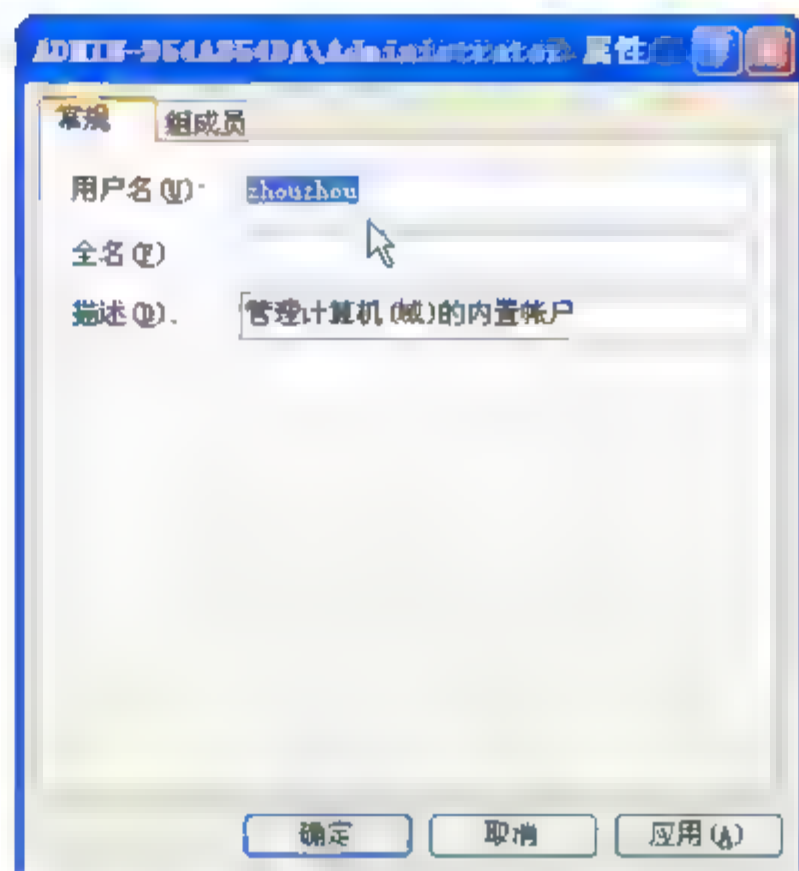 \Administrator 属性
常规
组成员
用户名(U):
zhouzhou
全名(F)
描述(D).
管理计算机(域)的内置帐户
确定
取消
应用(A)